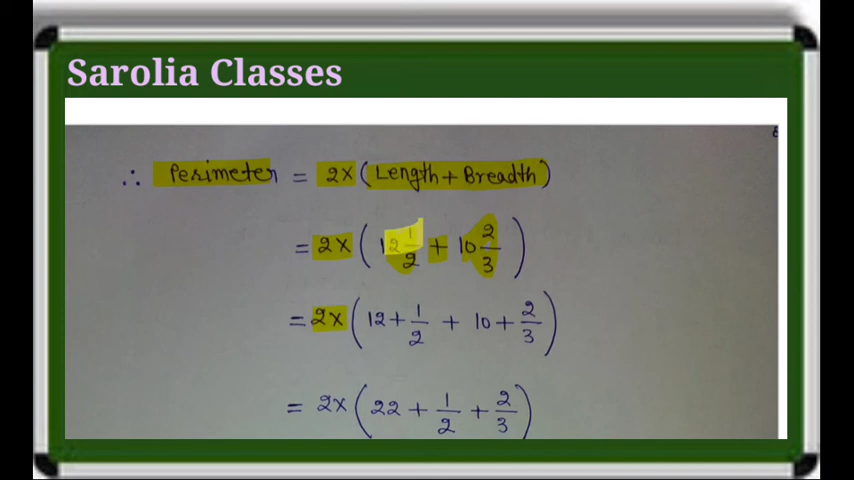 Sarolia Classes
∴ Perimeter = 2× (Length + Breadth)
= 2× (12 1/2 + 10 2/3)
= 2× (12 + 1/2 + 10 + 2/3)
= 2× (22 + 1/2 + 2/3)